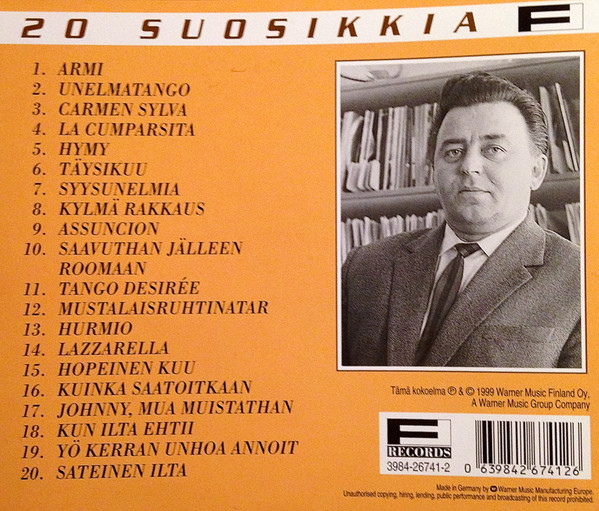 20 SUOSIKKIA F
1. ARMI
2. UNELMATANGO
3. CARMEN SYLVA
4. LA CUMPARSITA
5. HYMY
6. TÄYSIKUU
7. SYYSUNELMIA
8. KYLMÄ RAKKAUS
9. ASSUNCION
10. SAAVUTHAN JÄLLEEN
ROOMAAN
11. TANGO DESIRÉE
12. MUSTALAISRUHTINATAR
13. HURMIO
14. LAZZARELLA
15. HOPEINEN KUU
16. KUINKA SAATOITKAAN
17. JOHNNY, MUA MUISTATHAN
18. KUN ILTA EHTII
19. YÖ KERRAN UNHOA ANNOIT
20. SATEINEN ILTA
Tämä kokoelma ℗ & © 1999 Warner Music Finland Oy,
A Warner Music Group Company
F
RECORDS
3984-26741-2
0 639842 674126
Made in Germany by Warner Music Manufacturing Europe.
Unauthorised copying, hiring, lending, public performance and broadcasting of this record prohibited.